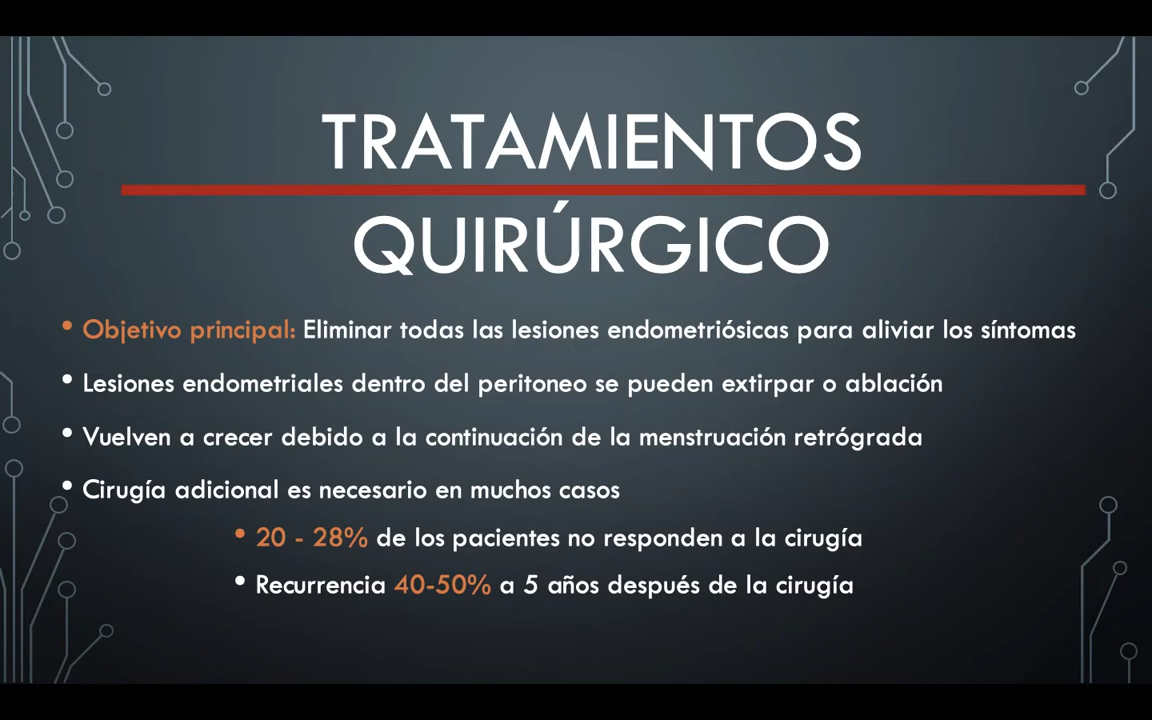 TRATAMIENTOS
QUIRÚRGICO
• Objetivo principal: Eliminar todas las lesiones endometriósicas para aliviar los síntomas
• Lesiones endometriales dentro del peritoneo se pueden extirpar o ablación
• Vuelven a crecer debido a la continuación de la menstruación retrógrada
• Cirugía adicional es necesario en muchos casos
• 20 - 28% de los pacientes no responden a la cirugía
• Recurrencia 40-50% a 5 años después de la cirugía